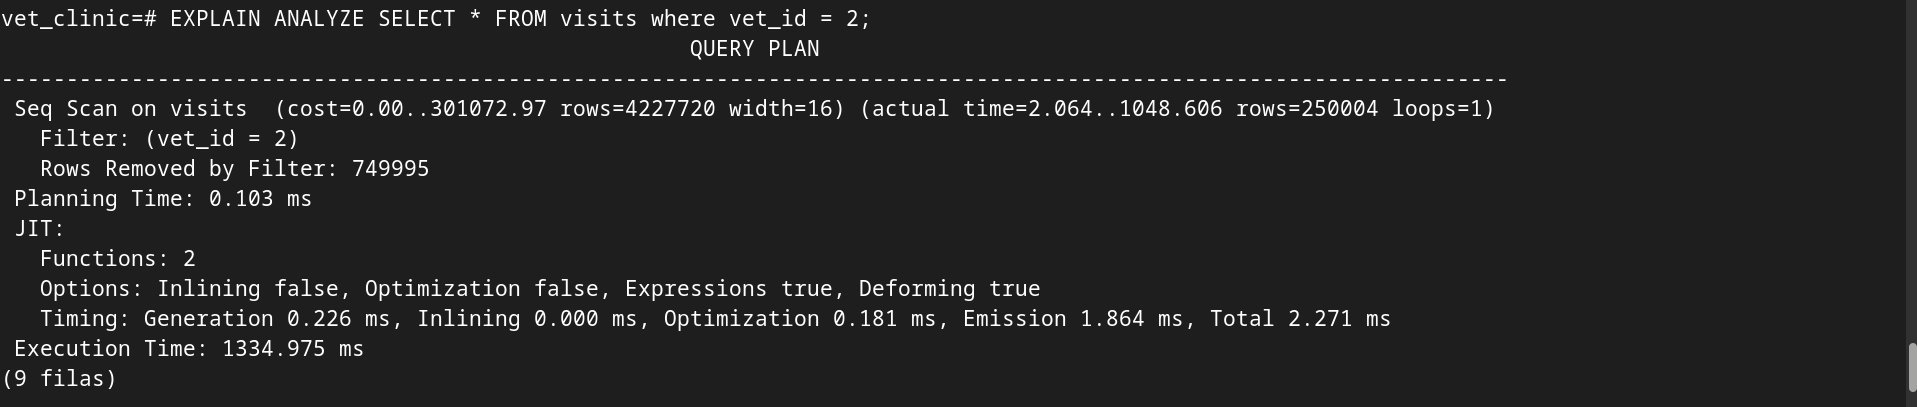 vet_clinic=# EXPLAIN ANALYZE SELECT * FROM visits where vet_id = 2;
QUERY PLAN
--------------------------------------------------------------------------------------------------------------------
Seq Scan on visits  (cost=0.00..301072.97 rows=4227720 width=16) (actual time=2.064..1048.606 rows=250004 loops=1)
Filter: (vet_id = 2)
Rows Removed by Filter: 749995
Planning Time: 0.103 ms
JIT:
Functions: 2
Options: Inlining false, Optimization false, Expressions true, Deforming true
Timing: Generation 0.226 ms, Inlining 0.000 ms, Optimization 0.181 ms, Emission 1.864 ms, Total 2.271 ms
Execution Time: 1334.975 ms
(9 filas)